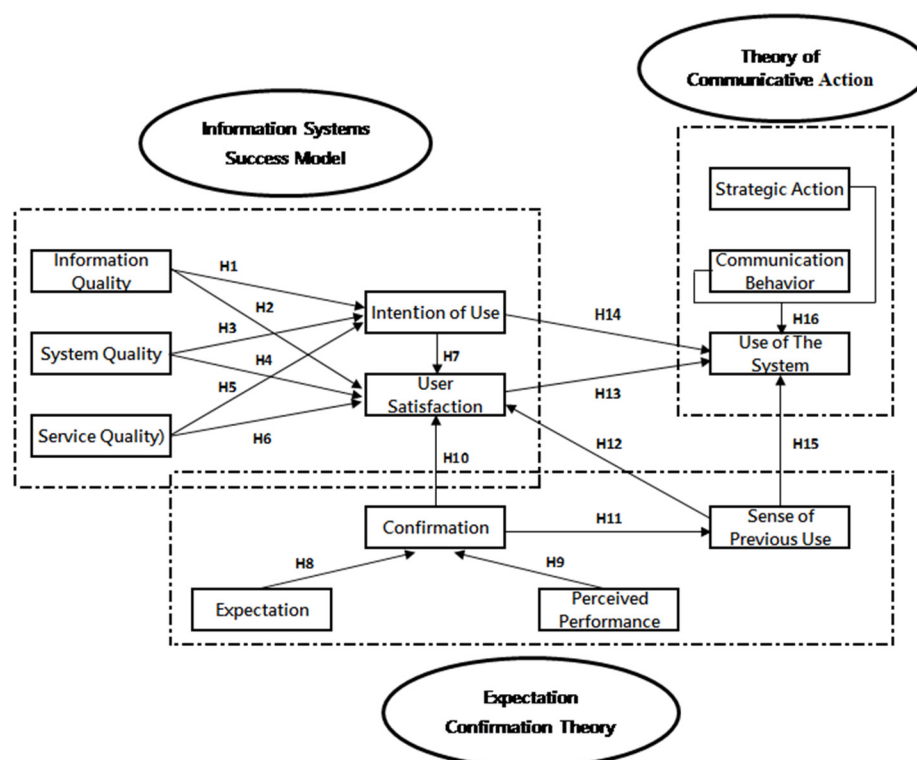 Theory of
Communicative Action
Information Systems
Success Model
Strategic Action
Information
Quality
H1
Communication
Behavior
H2
Intention of Use
H14
H16
H3
System Quality
H4
H7
Use of The
System
H5
User
Satisfaction
H13
Service Quality)
H6
H12
H15
H10
Confirmation
H11
Sense of
Previous Use
H8
H9
Expectation
Perceived
Performance
Expectation
Confirmation Theory